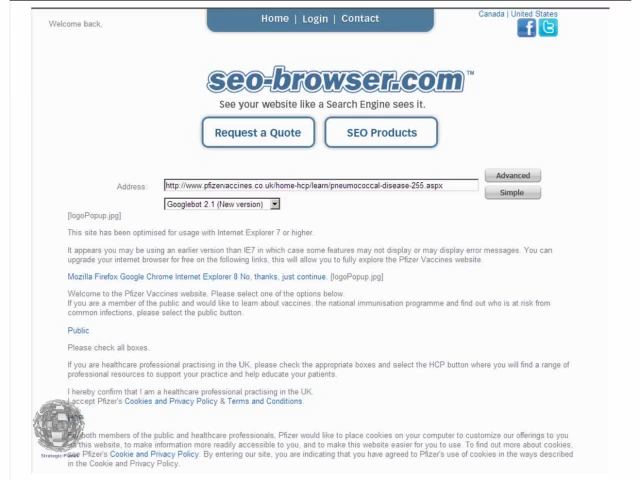 Welcome back,
Home | Login | Contact
Canada | United States
seo-browser.com™
See your website like a Search Engine sees it.
Request a Quote
SEO Products
Address:
http://www.pfizervaccines.co.uk/home-hcp/learn/pneumococcal-disease-255.aspx
Advanced
Simple
Googlebot 2.1 (New version)
[logoPopup.jpg]
This site has been optimised for usage with Internet Explorer 7 or higher.
It appears you may be using an earlier version than IE7 in which case some features may not display or may display error messages. You can
upgrade your internet browser for free on the following links, this will allow you to fully explore the Pfizer Vaccines website.
Mozilla Firefox Google Chrome Internet Explorer 8 No, thanks, just continue. [logoPopup.jpg]
Welcome to the Pfizer Vaccines website. Please select one of the options below.
If you are a member of the public and would like to learn about vaccines, the national immunisation programme and find out who is at risk from
common infections, please select the public button.
Public
Please check all boxes.
If you are healthcare professional practising in the UK, please check the appropriate boxes and select the HCP button where you will find a range of
professional resources to support your practice and help educate your patients.
I hereby confirm that I am a healthcare professional practising in the UK.
I accept Pfizer's Cookies and Privacy Policy & Terms and Conditions.
both members of the public and healthcare professionals, Pfizer would like to place cookies on your computer to customize our offerings to you
this website, to make information more readily accessible to you, and to make this website easier for you to use. To find out more about cookies,
see Pfizer's Cookie and Privacy Policy. By entering our site, you are indicating that you have agreed to Pfizer's use of cookies in the ways described
in the Cookie and Privacy Policy.
Strategic